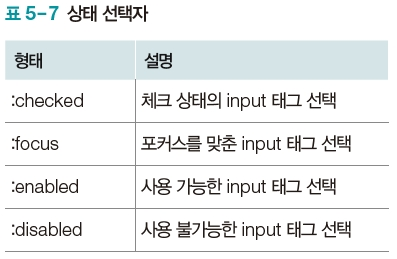 표 5-7 상태 선택자
형태 설명
:checked 체크 상태의 input 태그 선택
:focus 포커스를 맞춘 input 태그 선택
:enabled 사용 가능한 input 태그 선택
:disabled 사용 불가능한 input 태그 선택